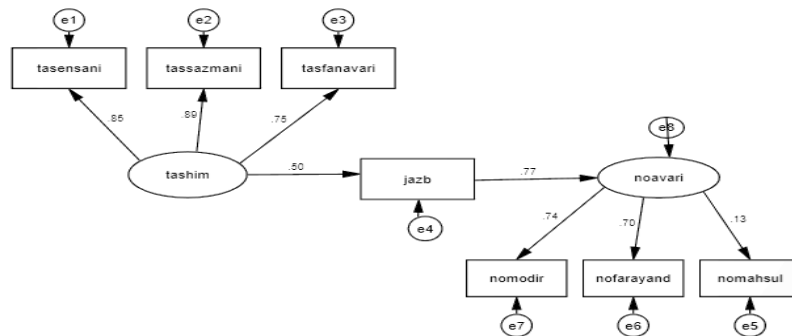 e1 e2 e3
tasensani tassazmani tasfanavari
.85 .89 .75
tashim .50 jazb .77 noavari e8
e4
.74 .70 .13
nomodir nofarayand nomahsul
e7 e6 e5